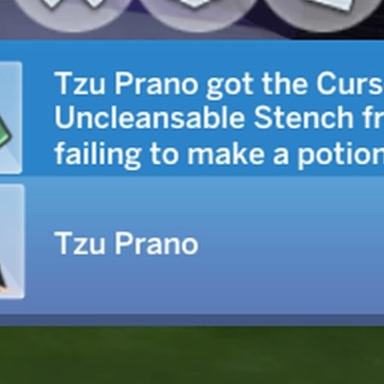 Tzu Prano got the Curs
Uncleansable Stench fr
failing to make a potion
Tzu Prano